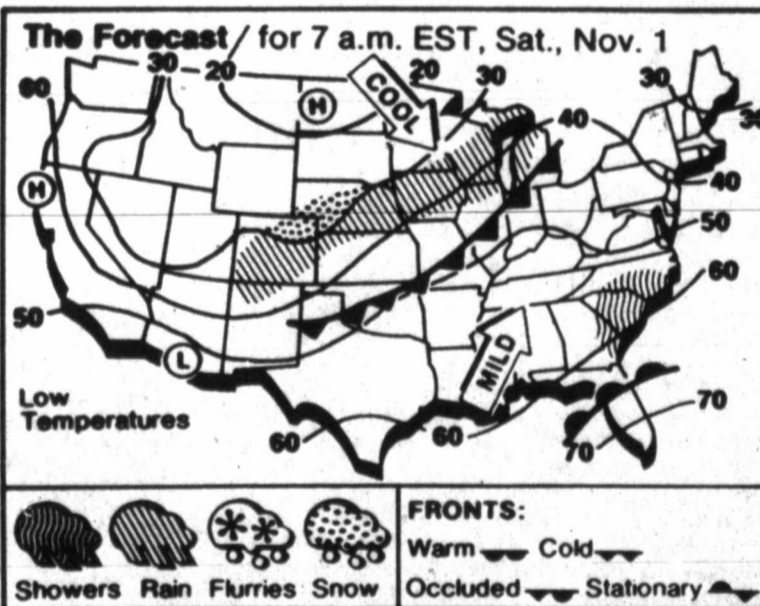 The Forecast / for 7 a.m. EST, Sat., Nov. 1
60 30 20 20 30 30
H COOL 40 30
H 40
50
60
50
L MILD
Low
Temperatures
60 60 70
70
FRONTS:
Warm Cold
Showers Rain Flurries Snow Occluded Stationary